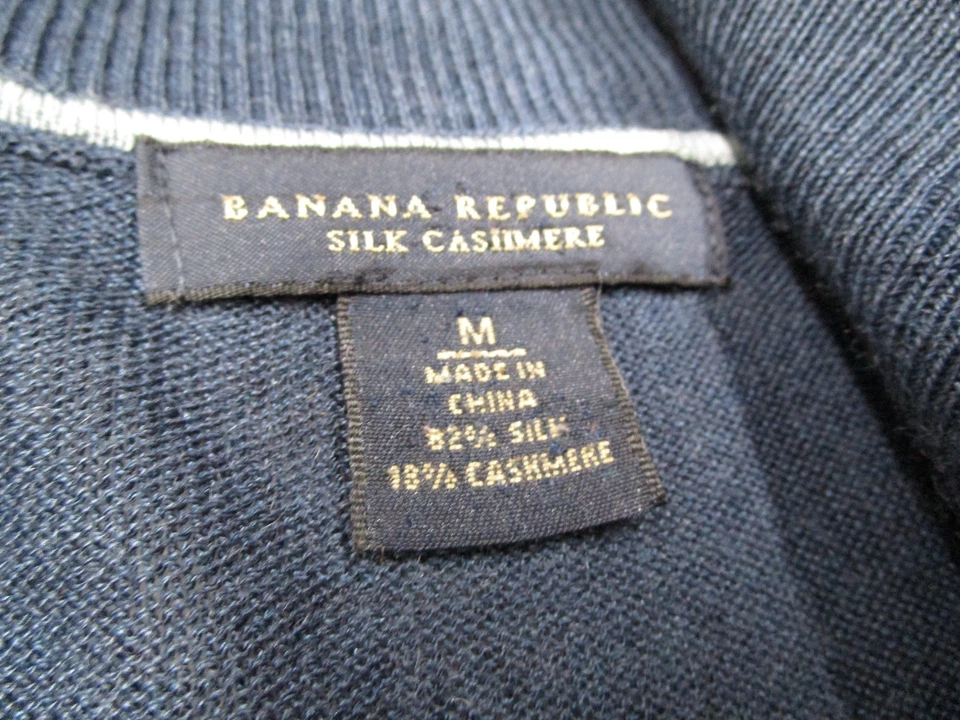 BANANA REPUBLIC
SILK CASHMERE
M
MADE IN
CHINA
82% SILK
18% CASHMERE